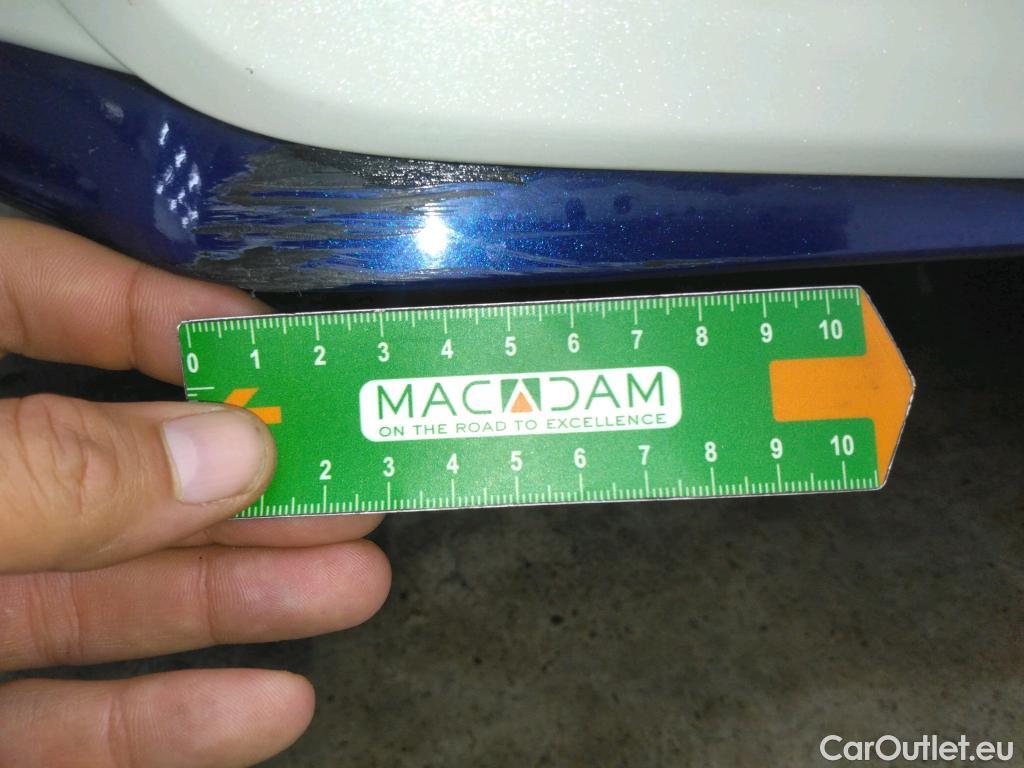 0 1 2 3 4 5 6 7 8 9 10
MACADAM
ON THE ROAD TO EXCELLENCE
2 3 4 5 6 7 8 9 10
CarOutlet.eu